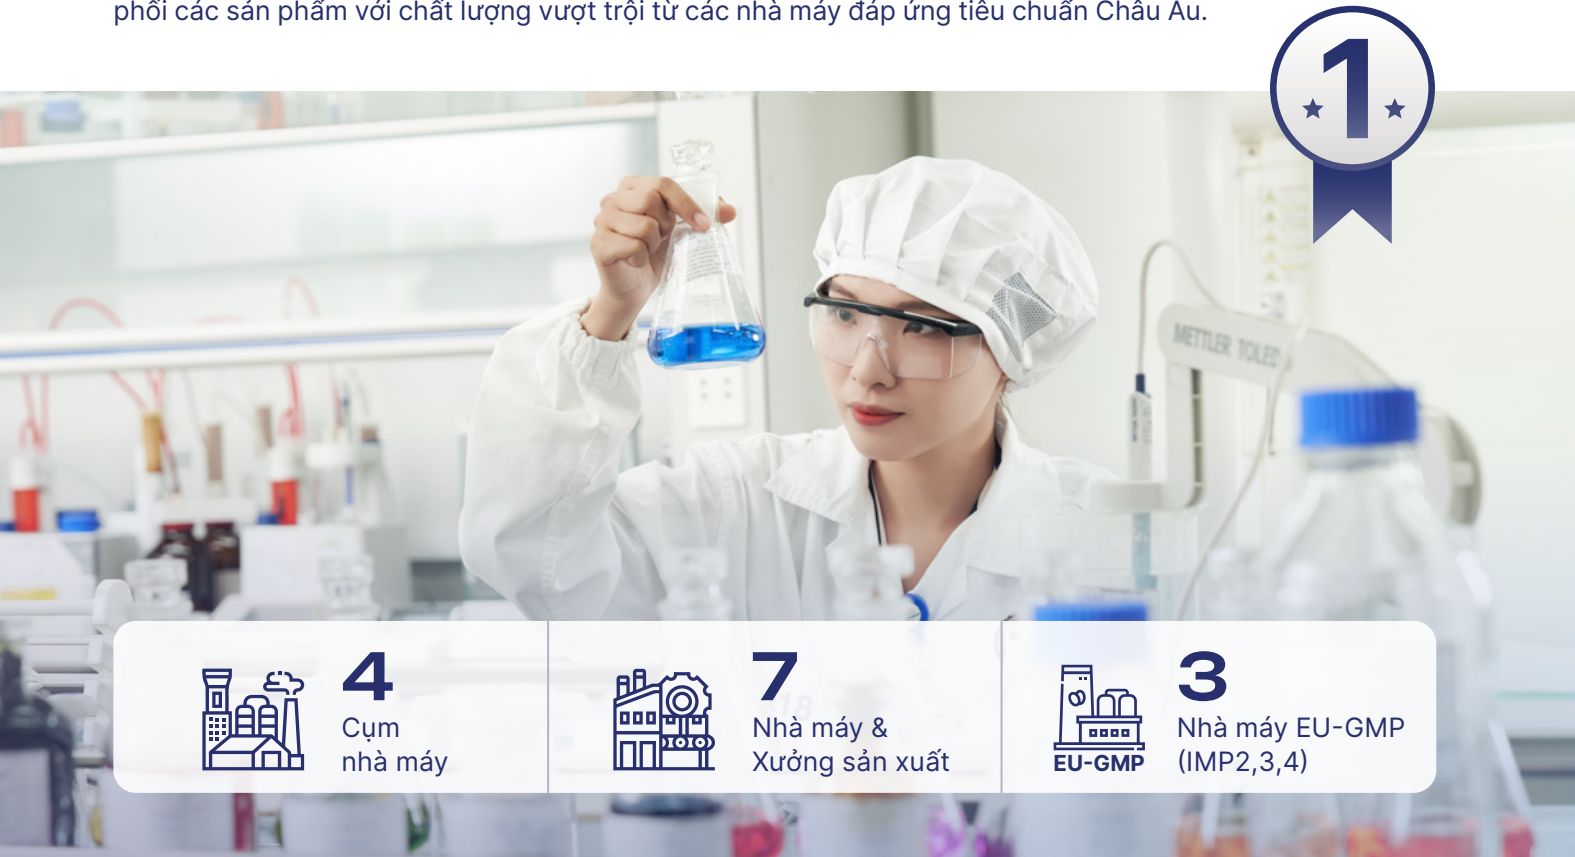 phối các sản phẩm với chất lượng vượt trội từ các nhà máy đáp ứng tiêu chuẩn Châu Âu.
1
METTLER TOLEDO
4
Cụm
nhà máy
7
Nhà máy &
Xưởng sản xuất
EU-GMP
3
Nhà máy EU-GMP
(IMP2,3,4)